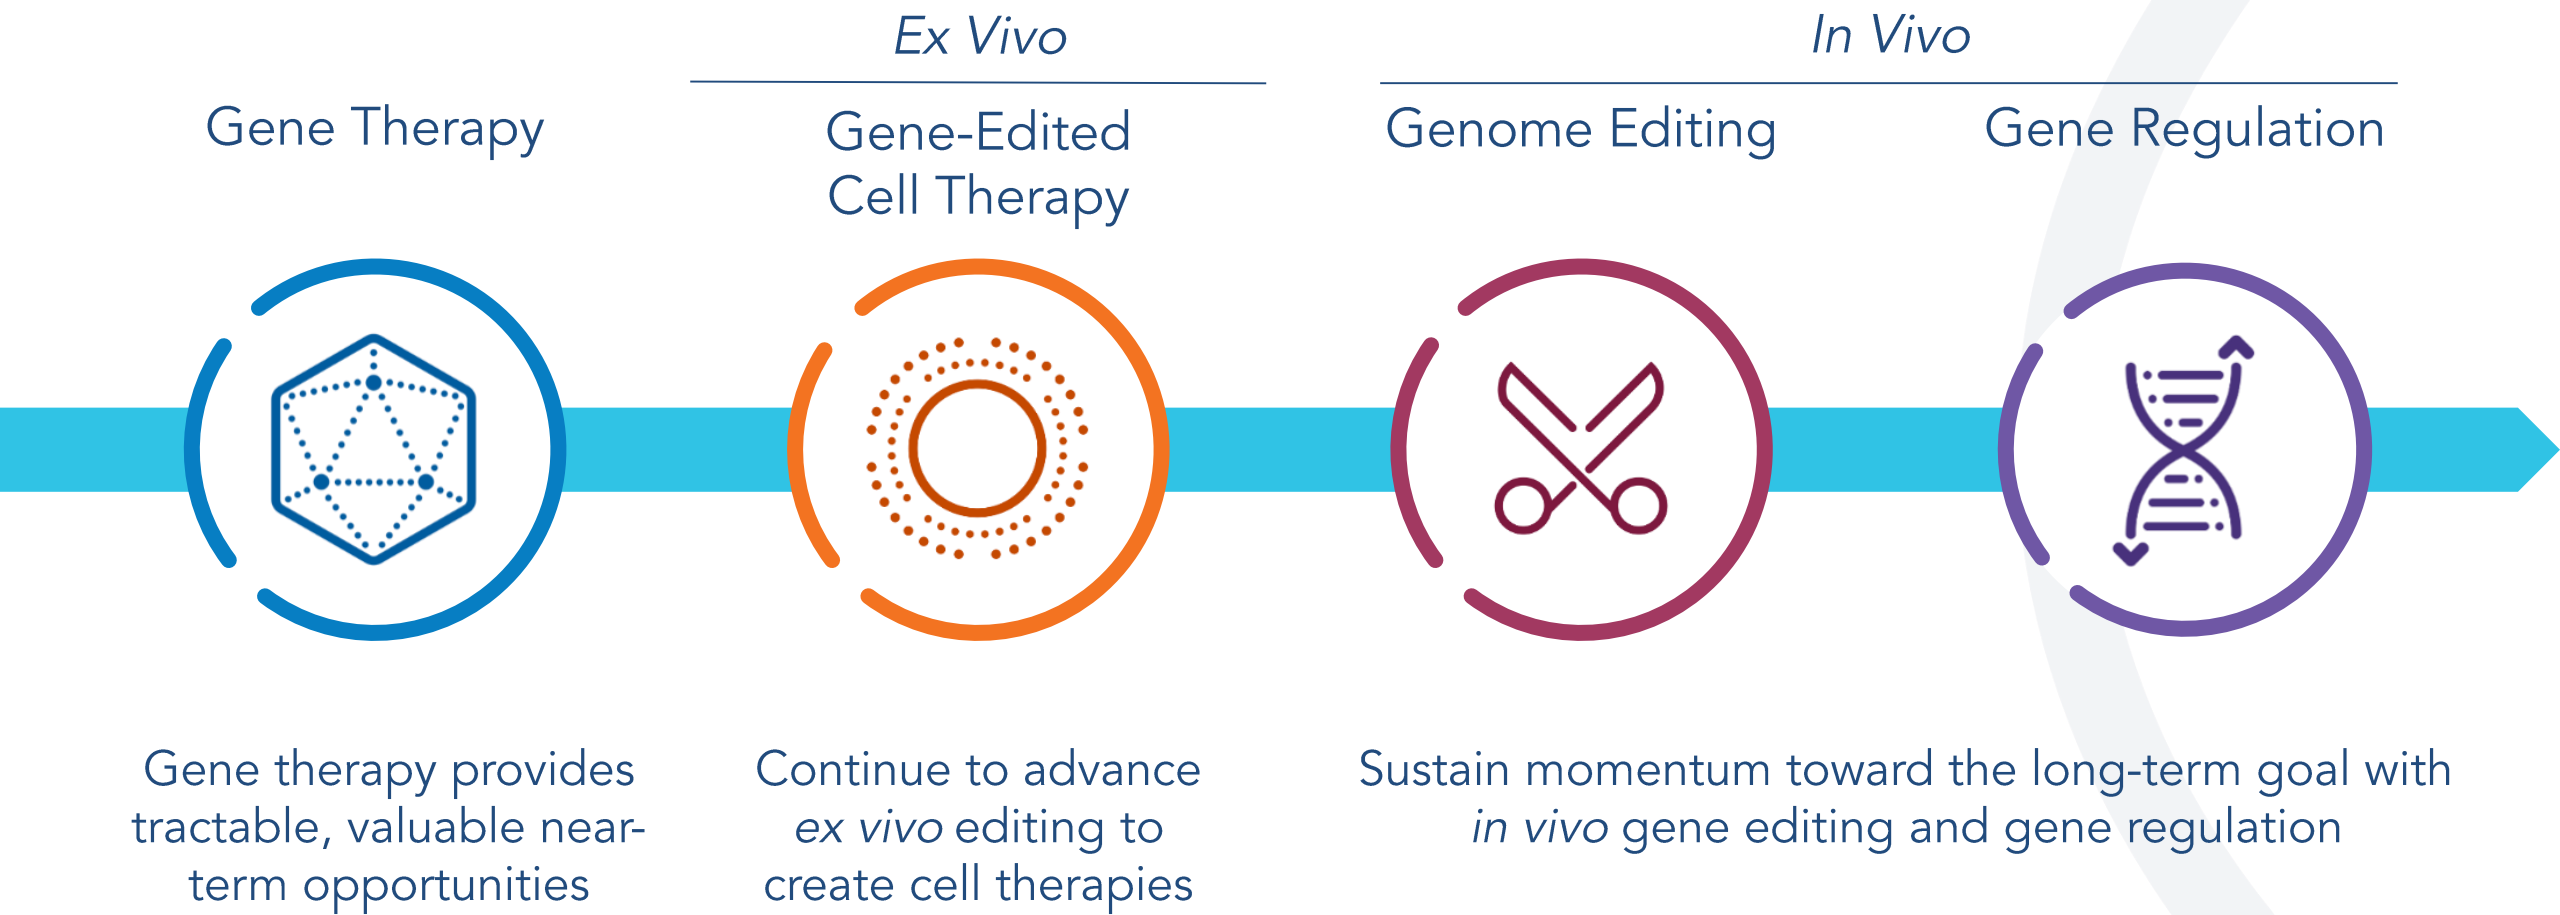 Ex Vivo
In Vivo
Gene Therapy
Gene-Edited
Cell Therapy
Genome Editing
Gene Regulation
Gene therapy provides
tractable, valuable near-
term opportunities
Continue to advance
ex vivo editing to
create cell therapies
Sustain momentum toward the long-term goal with
in vivo gene editing and gene regulation